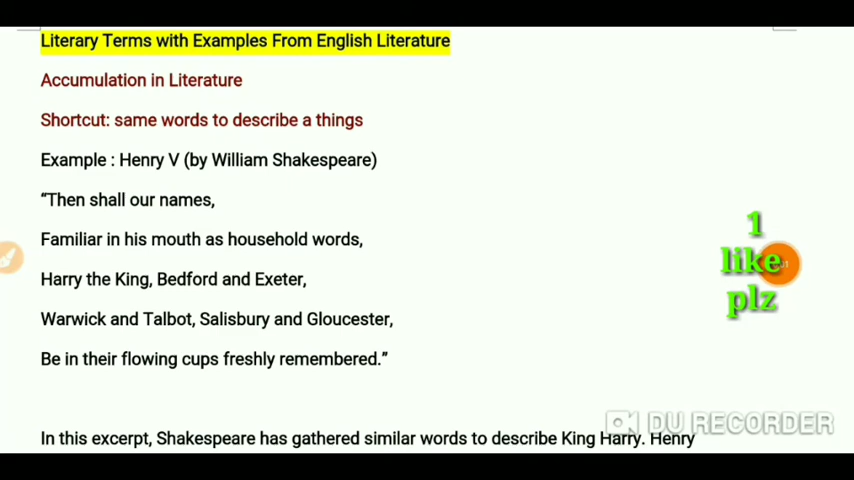 Literary Terms with Examples From English Literature
Accumulation in Literature
Shortcut: same words to describe a things
Example : Henry V (by William Shakespeare)
“Then shall our names,
Familiar in his mouth as household words,
Harry the King, Bedford and Exeter,
Warwick and Talbot, Salisbury and Gloucester,
Be in their flowing cups freshly remembered.”
1
like
plz
DU RECORDER
In this excerpt, Shakespeare has gathered similar words to describe King Harry. Henry